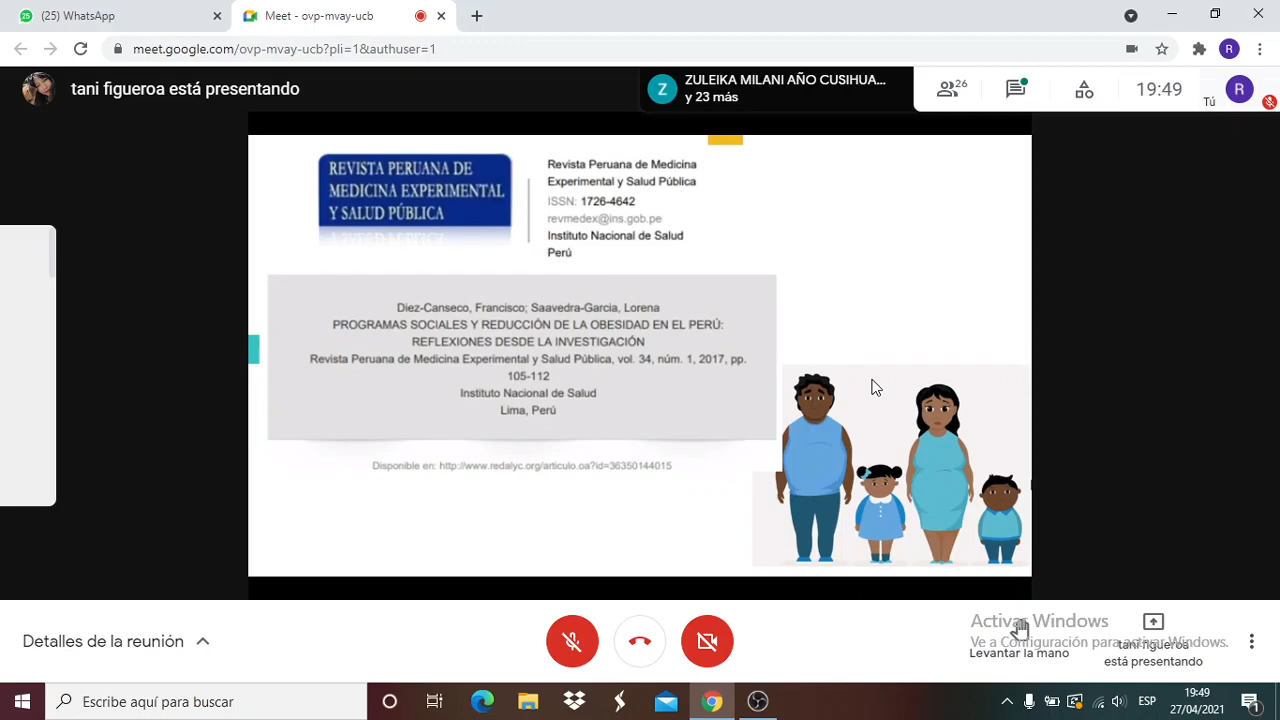 (25) WhatsApp
Meet - ovp-mvay-ucb
meet.google.com/ovp-mvay-ucb?pli=1&authuser=1
R
tani figueroa está presentando
Z
ZULEIKA MILANI AÑO CUSIHUA...
y 23 más
26
19:49
Tú
R
REVISTA PERUANA DE
MEDICINA EXPERIMENTAL
Y SALUD PÚBLICA
Revista Peruana de Medicina
Experimental y Salud Pública
ISSN: 1726-4642
revmedex@ins.gob.pe
Instituto Nacional de Salud
Perú
Diez-Canseco, Francisco; Saavedra-Garcia, Lorena
PROGRAMAS SOCIALES Y REDUCCIÓN DE LA OBESIDAD EN EL PERÚ:
REFLEXIONES DESDE LA INVESTIGACIÓN
Revista Peruana de Medicina Experimental y Salud Pública, vol. 34, núm. 1, 2017, pp.
105-112
Instituto Nacional de Salud
Lima, Perú
Disponible en: http://www.redalyc.org/articulo.oa?id=36350144015
Detalles de la reunión
Activar Windows
Ve a Configuración para activar Windows.
Levantar la mano
tani figueroa
está presentando
Escribe aquí para buscar
ESP
19:49
27/04/2021
1